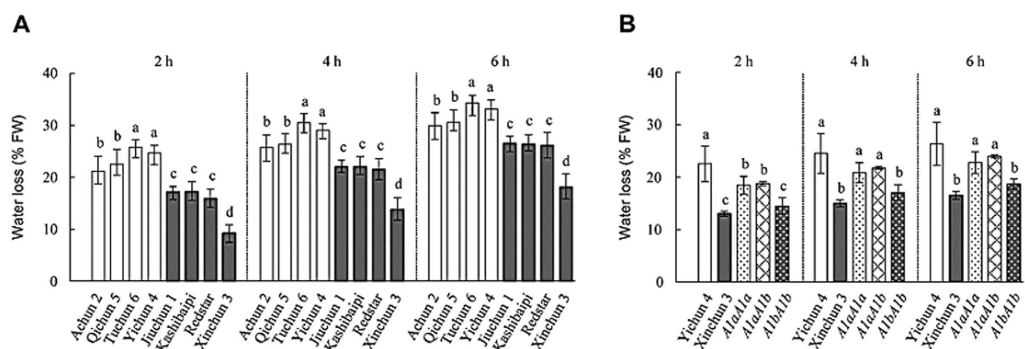 A
B
2 h 4 h 6 h
2 h 4 h 6 h
Water loss (% FW)
40
30
20
10
0
b b a a c c c d
b b a a c c c d
b b a a c c c d
Achun 2 Qichun 5 Tuchun 6 Yichun 4 Jiuchun 1 Kashibaipi Redstar Xinchun 3
Achun 2 Qichun 5 Tuchun 6 Yichun 4 Jiuchun 1 Kashibaipi Redstar Xinchun 3
Achun 2 Qichun 5 Tuchun 6 Yichun 4 Jiuchun 1 Kashibaipi Redstar Xinchun 3
Water loss (% FW)
40
30
20
10
0
a c b b c
a b a a b
a b a a b
Yichun 4 Xinchun 3 A1aA1a A1aA1b A1bA1b
Yichun 4 Xinchun 3 A1aA1a A1aA1b A1bA1b
Yichun 4 Xinchun 3 A1aA1a A1aA1b A1bA1b